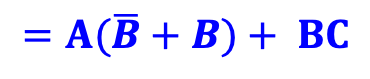 = A(B̅ + B) + BC